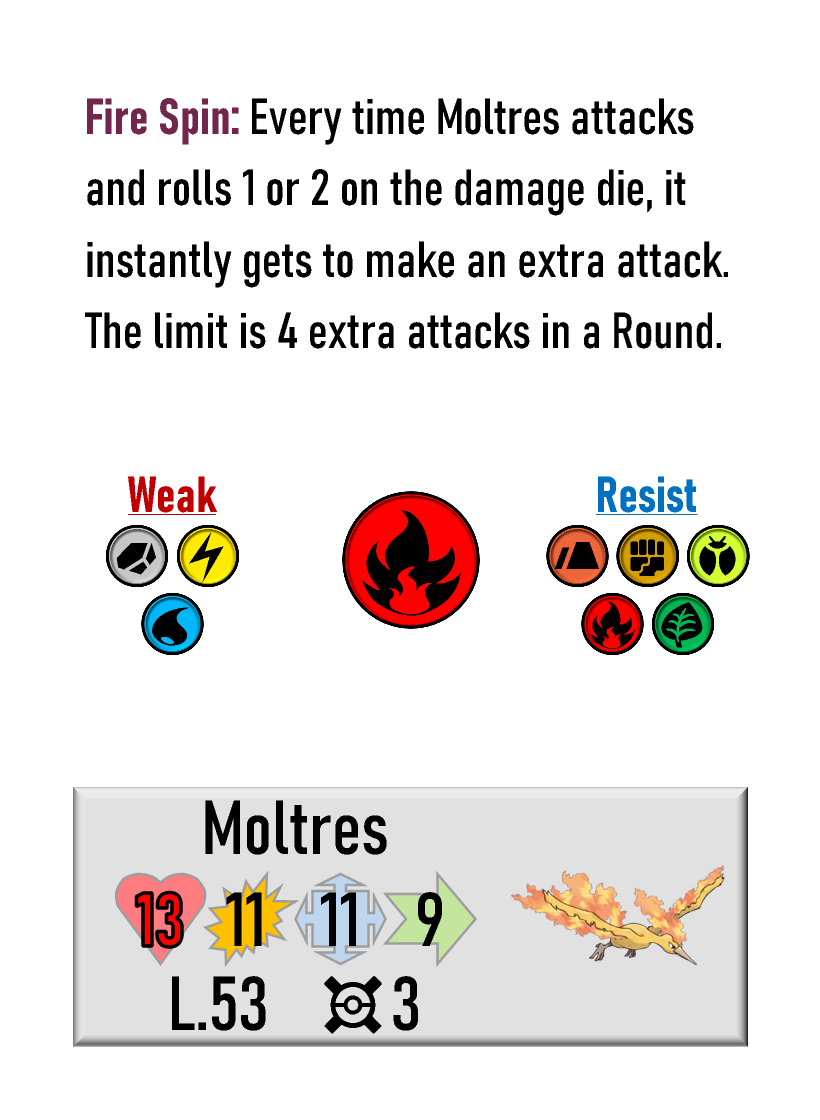 Fire Spin: Every time Moltres attacks
and rolls 1 or 2 on the damage die, it
instantly gets to make an extra attack.
The limit is 4 extra attacks in a Round.
Weak
Resist
Moltres
13 11 11 9
L.53 3